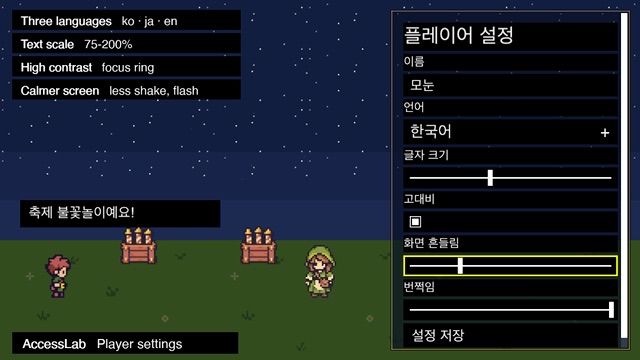 Three languages ko · ja · en
Text scale 75-200%
High contrast focus ring
Calmer screen less shake, flash
축제 불꽃놀이예요!
AccessLab Player settings
플레이어 설정
이름
모눈
언어
한국어 +
글자 크기
고대비
화면 흔들림
번쩍임
설정 저장